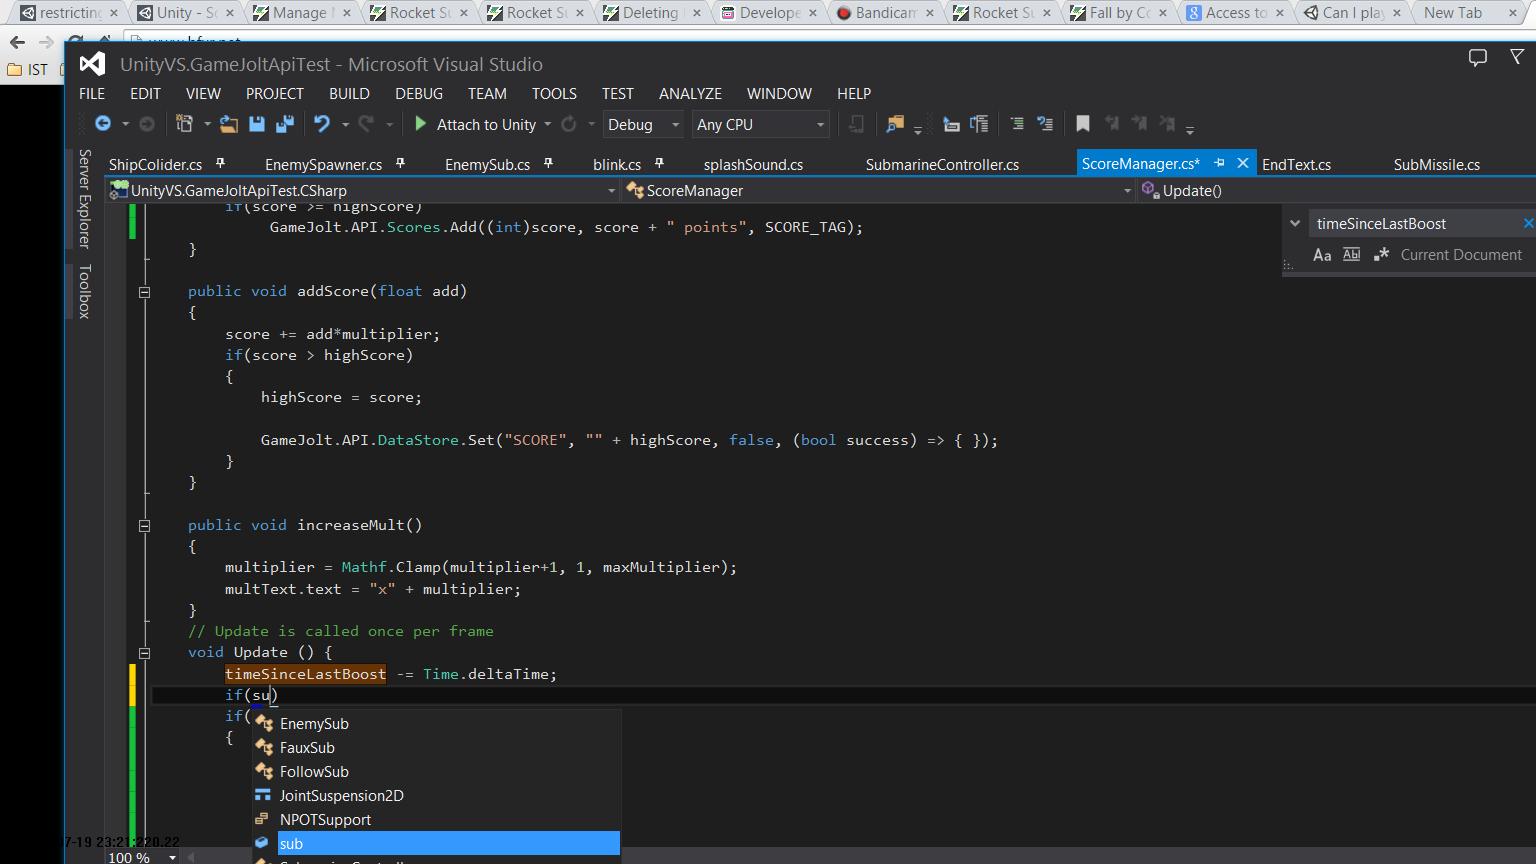 restricting
Unity - Sc
Manage
Rocket Su
Rocket Su
Deleting
Develope
Bandicam
Rocket Su
Fall by Co
Access to
Can I play
New Tab
IST
UnityVS.GameJoltApiTest - Microsoft Visual Studio
FILE EDIT VIEW PROJECT BUILD DEBUG TEAM TOOLS TEST ANALYZE WINDOW HELP
Attach to Unity Debug Any CPU
Server Explorer
Toolbox
ShipColider.cs EnemySpawner.cs EnemySub.cs blink.cs splashSound.cs SubmarineController.cs ScoreManager.cs* EndText.cs SubMissile.cs
UnityVS.GameJoltApiTest.CSharp ScoreManager Update()
timeSinceLastBoost
Aa Abl Current Document
if(score >= highScore)
GameJolt.API.Scores.Add((int)score, score + " points", SCORE_TAG);
}
public void addScore(float add)
{
score += add*multiplier;
if(score > highScore)
{
highScore = score;
GameJolt.API.DataStore.Set("SCORE", "" + highScore, false, (bool success) => { });
}
}
public void increaseMult()
{
multiplier = Mathf.Clamp(multiplier+1, 1, maxMultiplier);
multText.text = "x" + multiplier;
}
// Update is called once per frame
void Update () {
timeSinceLastBoost -= Time.deltaTime;
if(su)
if(
{
EnemySub
FauxSub
FollowSub
JointSuspension2D
NPOTSupport
sub
100 %